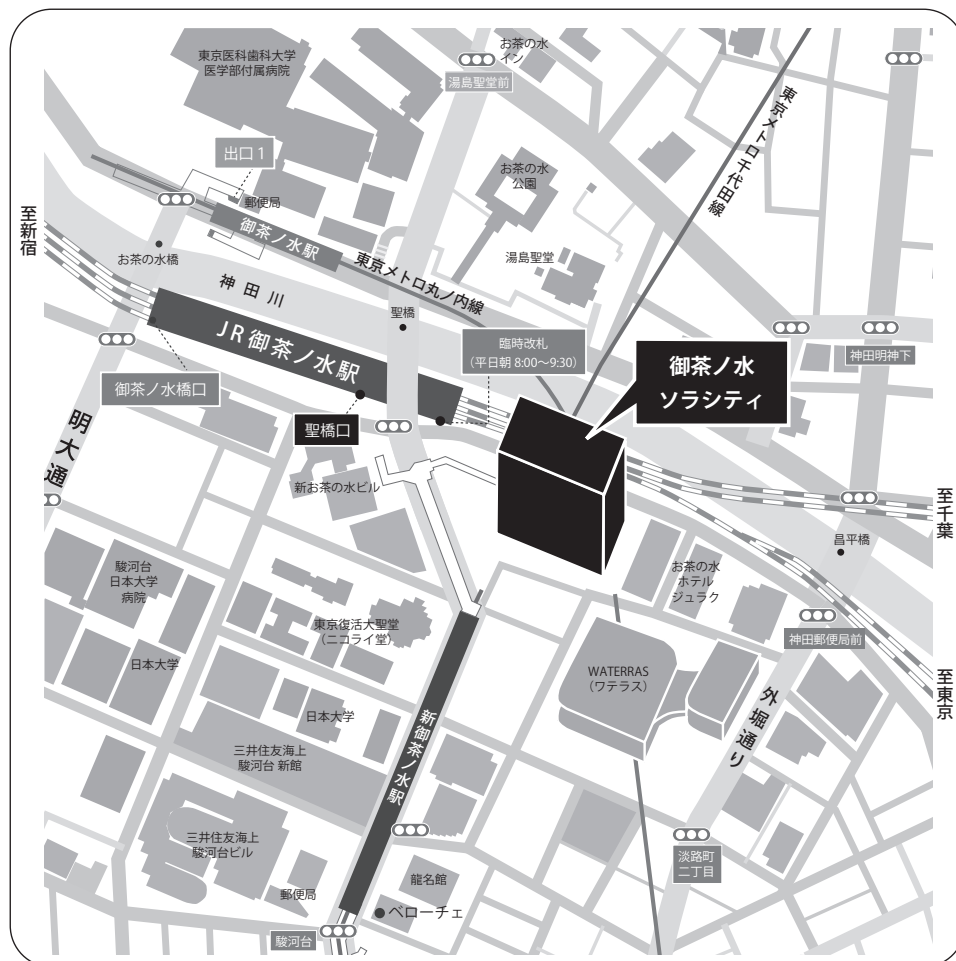 東京医科歯科大学
医学部付属病院
お茶の水
イン
湯島聖堂前
出口1
郵便局
御茶ノ水駅
東京メトロ千代田線
お茶の水
公園
至新宿
お茶の水橋
神田川
東京メトロ丸ノ内線
湯島聖堂
聖橋
JR御茶ノ水駅
臨時改札
(平日朝 8:00〜9:30)
御茶ノ水
ソラシティ
神田明神下
御茶ノ水橋口
聖橋口
明大通
新お茶の水ビル
至千葉
昌平橋
お茶の水
ホテル
ジュラク
駿河台
日本大学
病院
東京復活大聖堂
(ニコライ堂)
神田郵便局前
日本大学
WATERRAS
(ワテラス)
至東京
外堀通り
日本大学
新御茶ノ水駅
三井住友海上
駿河台 新館
三井住友海上
駿河台ビル
淡路町
二丁目
郵便局
龍名館
ベローチェ
駿河台